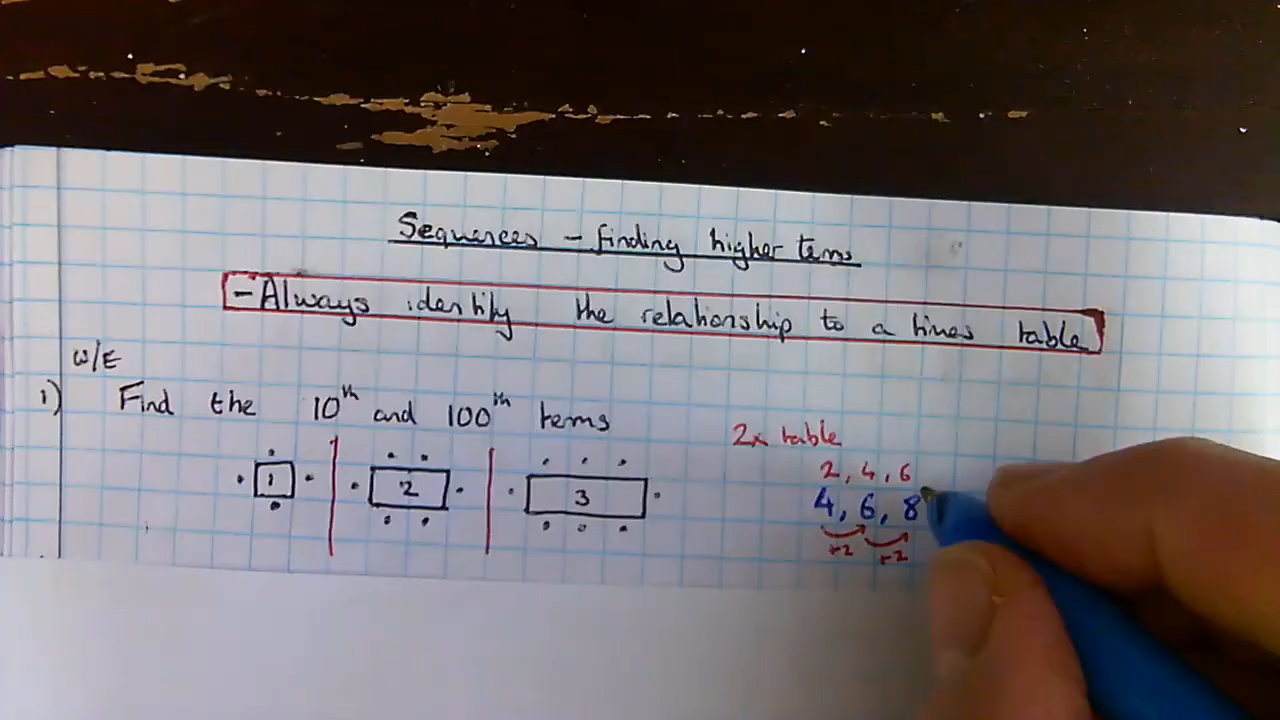 Sequences - finding higher terms
- Always identify the relationship to a times table
W/E
1) Find the 10th and 100th terms
1 2 3
2x table
2, 4, 6
4, 6, 8
+2 +2